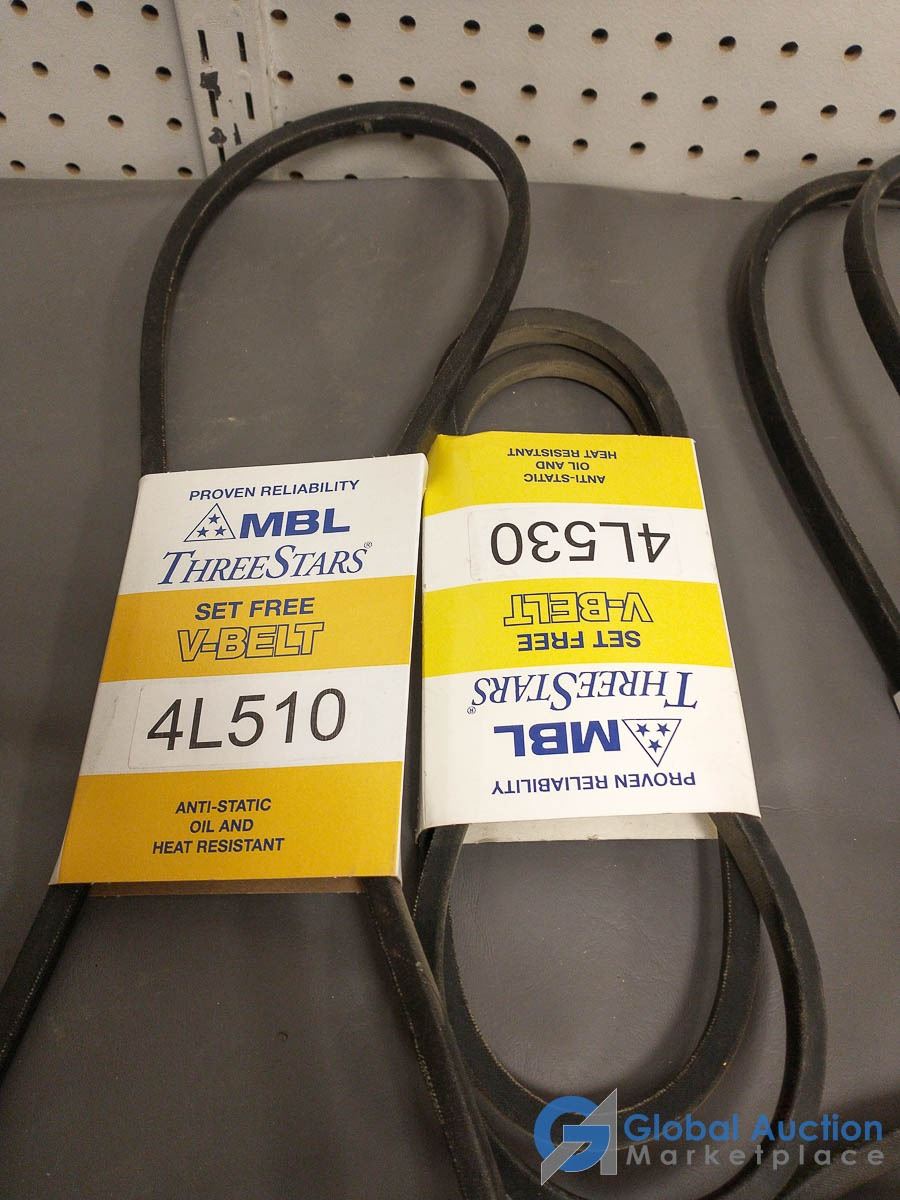 PROVEN RELIABILITY
MBL
THREESTARS®
SET FREE
V-BELT
4L510
ANTI-STATIC
OIL AND
HEAT RESISTANT
PROVEN RELIABILITY
MBL
THREESTARS®
SET FREE
V-BELT
4L530
ANTI-STATIC
OIL AND
HEAT RESISTANT
GA Global Auction
Marketplace